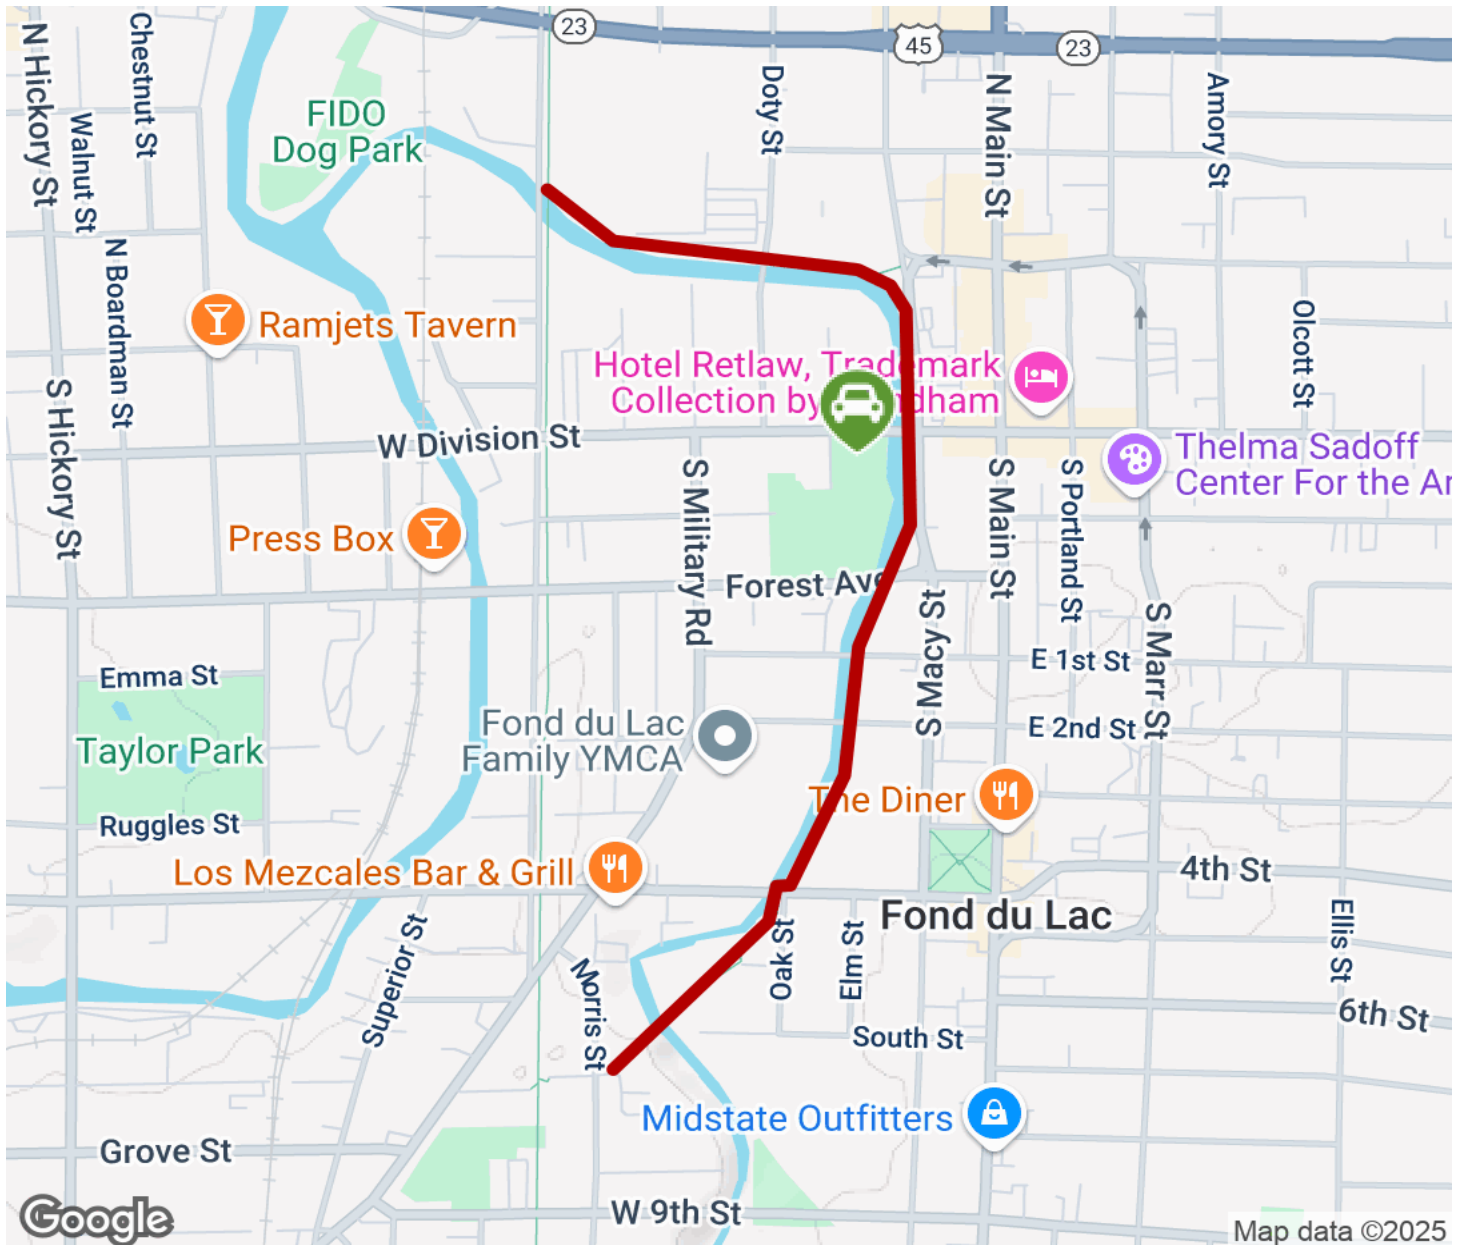 23
45
23
N Hickory St
Chestnut St
Walnut St
FIDO
Dog Park
Doty St
N Main St
Amory St
N Boardman St
Ramjets Tavern
Olcott St
Hotel Retlaw, Trademark
Collection by
dham
S Hickory St
W Division St
S Military Rd
S Main St
S Portland St
Thelma Sadoff
Center For the Ar
Press Box
Forest Ave
S Macy St
S Marr St
E 1st St
Emma St
Taylor Park
Fond du Lac
Family YMCA
E 2nd St
The Diner
Ruggles St
Los Mezcales Bar & Grill
4th St
Fond du Lac
Superior St
Morris St
Oak St
Elm St
Ellis St
6th St
South St
Midstate Outfitters
Grove St
W 9th St
Google
Map data ©2025